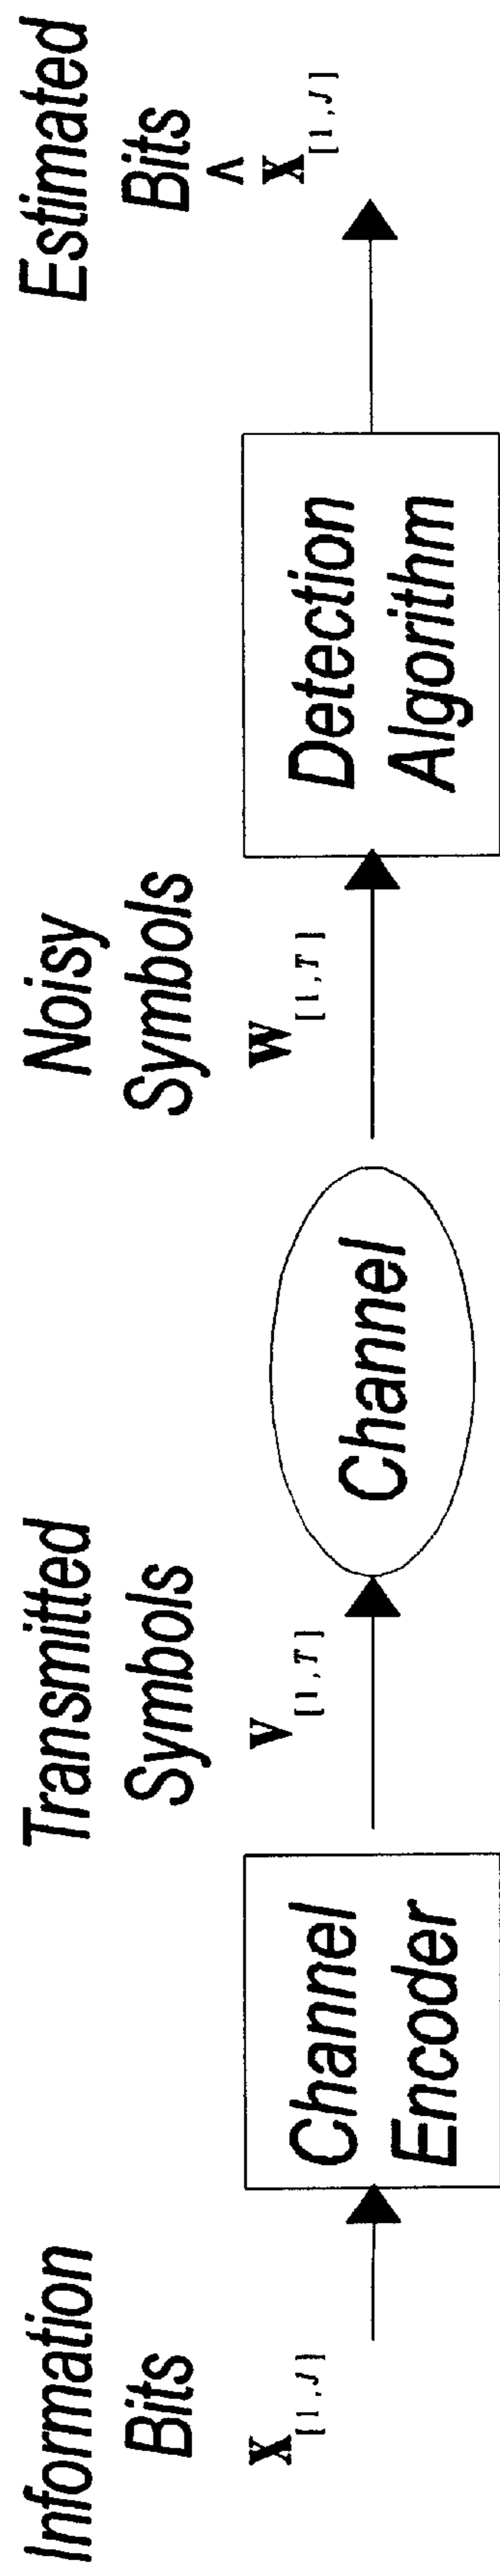 Information
Bits
X[1,J]
Channel
Encoder
Transmitted
Symbols
V[1,T]
Channel
Noisy
Symbols
W[1,T]
Detection
Algorithm
Estimated
Bits
X̂[1,J]